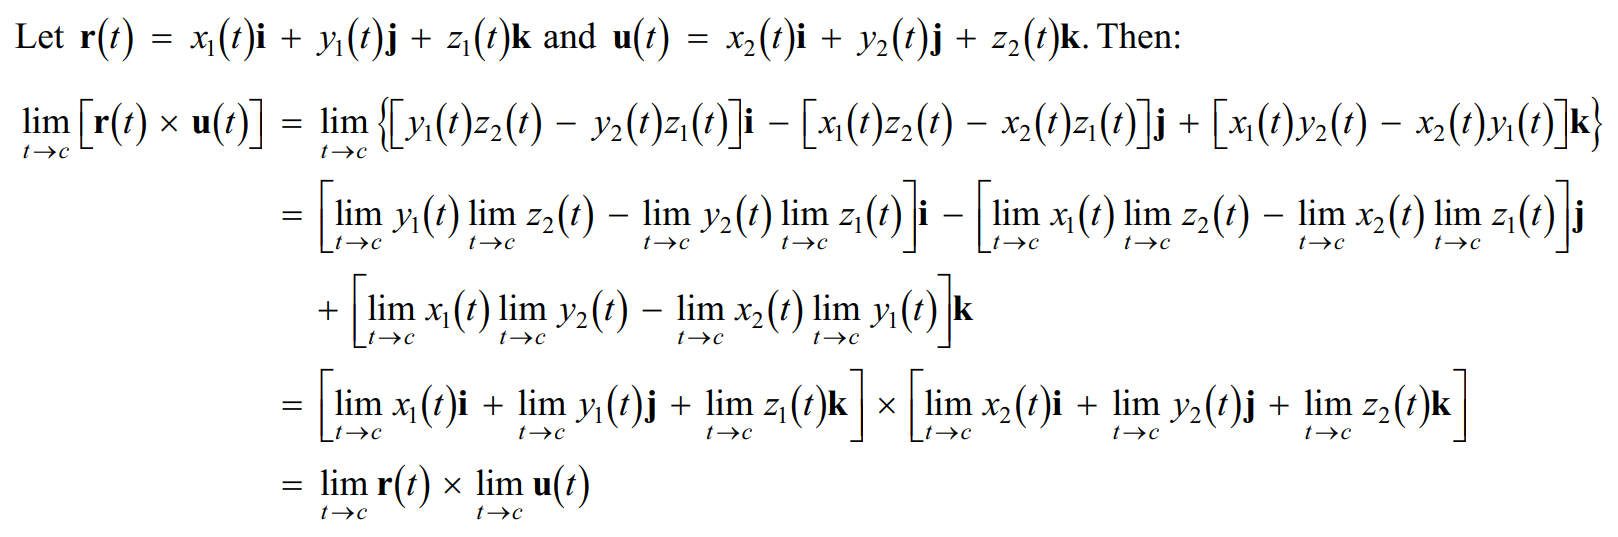 Let r(t) = x₁(t)i + y₁(t)j + z₁(t)k and u(t) = x₂(t)i + y₂(t)j + z₂(t)k. Then:
lim_{t→c} [r(t) × u(t)] = lim_{t→c} {[y₁(t)z₂(t) − y₂(t)z₁(t)]i − [x₁(t)z₂(t) − x₂(t)z₁(t)]j + [x₁(t)y₂(t) − x₂(t)y₁(t)]k}
= [lim_{t→c} y₁(t) lim_{t→c} z₂(t) − lim_{t→c} y₂(t) lim_{t→c} z₁(t)]i − [lim_{t→c} x₁(t) lim_{t→c} z₂(t) − lim_{t→c} x₂(t) lim_{t→c} z₁(t)]j
+ [lim_{t→c} x₁(t) lim_{t→c} y₂(t) − lim_{t→c} x₂(t) lim_{t→c} y₁(t)]k
= [lim_{t→c} x₁(t)i + lim_{t→c} y₁(t)j + lim_{t→c} z₁(t)k] × [lim_{t→c} x₂(t)i + lim_{t→c} y₂(t)j + lim_{t→c} z₂(t)k]
= lim_{t→c} r(t) × lim_{t→c} u(t)